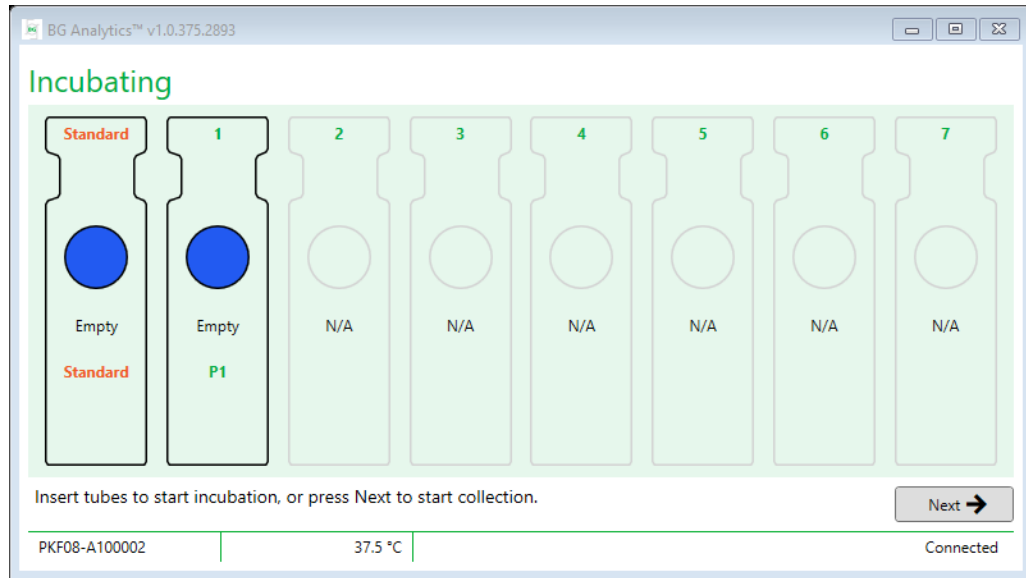 BG Analytics™ v1.0.375.2893
Incubating
Standard 1 2 3 4 5 6 7
Empty Empty N/A N/A N/A N/A N/A N/A
Standard P1
Insert tubes to start incubation, or press Next to start collection.
Next
PKF08-A100002 37.5 °C Connected